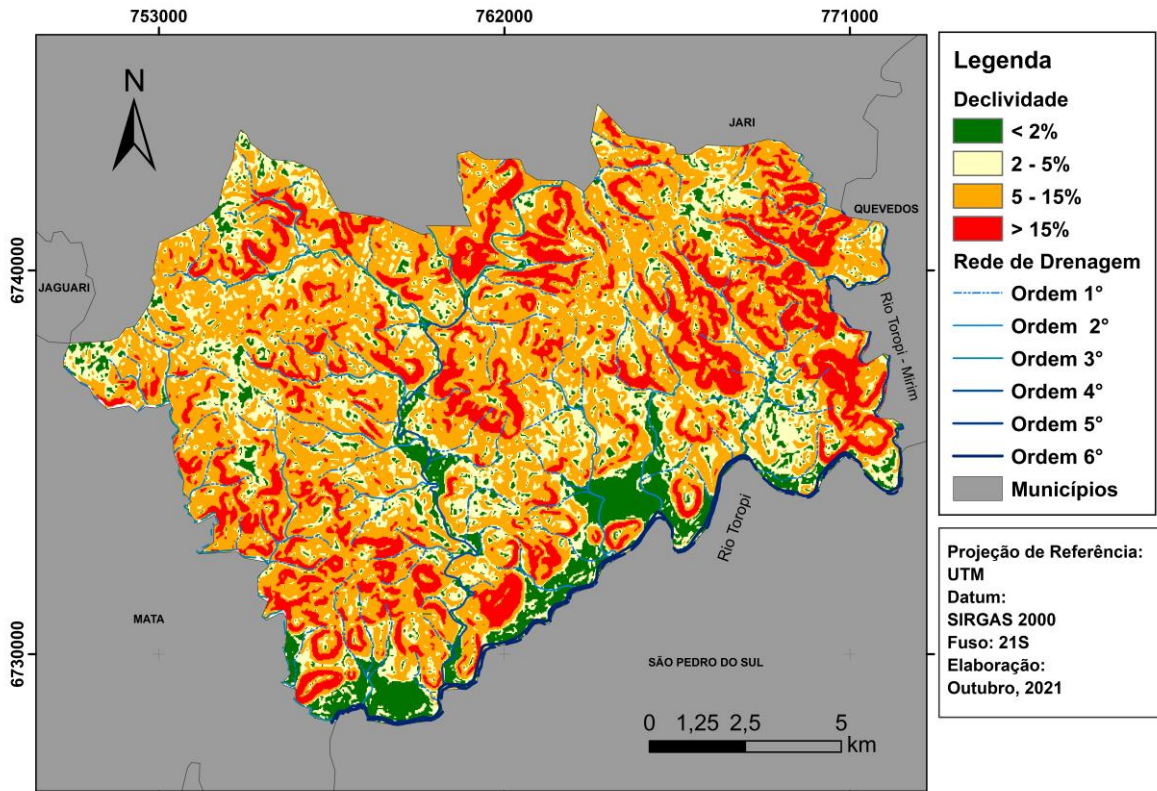 753000
762000
771000
N
JARI
QUEVEDOS
6740000
JAGUARI
Rio Toropi - Mirim
Rio Toropi
MATA
6730000
SÃO PEDRO DO SUL
0 1,25 2,5 5
km
Legenda
Declividade
< 2%
2 - 5%
5 - 15%
> 15%
Rede de Drenagem
Ordem 1°
Ordem 2°
Ordem 3°
Ordem 4°
Ordem 5°
Ordem 6°
Municípios
Projeção de Referência:
UTM
Datum:
SIRGAS 2000
Fuso: 21S
Elaboração:
Outubro, 2021